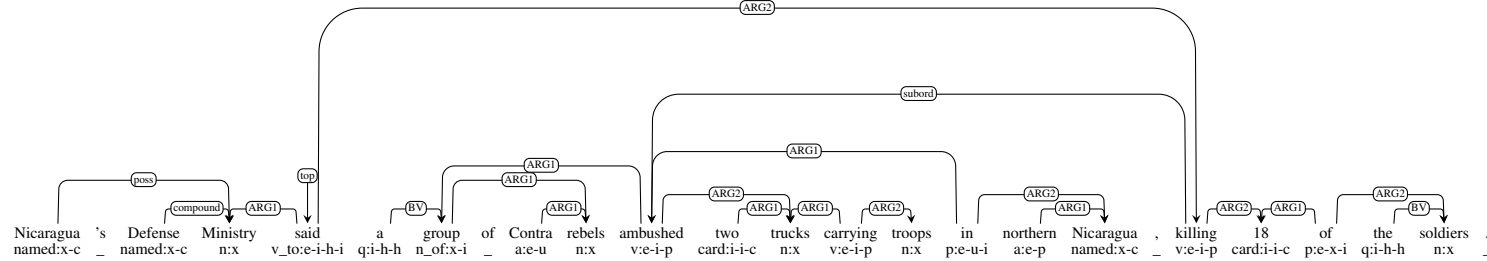 ARG2
subord
ARG1
ARG1
poss top ARG1
ARG2 ARG2 ARG2
compound ARG1 BV ARG1 ARG1 ARG1 ARG2 ARG1 ARG2 ARG1 BV
Nicaragua 's Defense Ministry said a group of Contra rebels ambushed two trucks carrying troops in northern Nicaragua , killing 18 of the soldiers .
named:x-c _ named:x-c n:x v_to:e-i-h-i q:i-h-h n_of:x-i _ a:e-u n:x v:e-i-p card:i-i-c n:x v:e-i-p n:x p:e-u-i a:e-p named:x-c _ v:e-i-p card:i-i-c p:e-x-i q:i-h-h n:x _